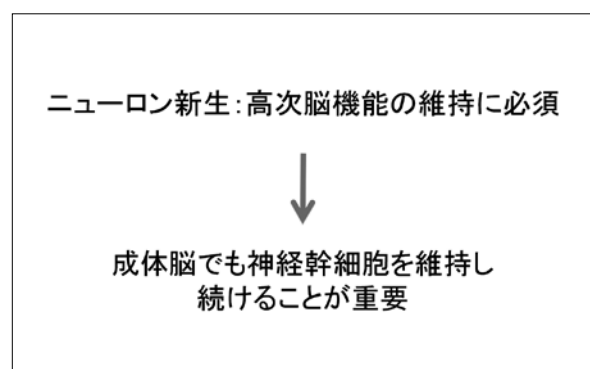 ニューロン新生:高次脳機能の維持に必須
成体脳でも神経幹細胞を維持し
続けることが重要